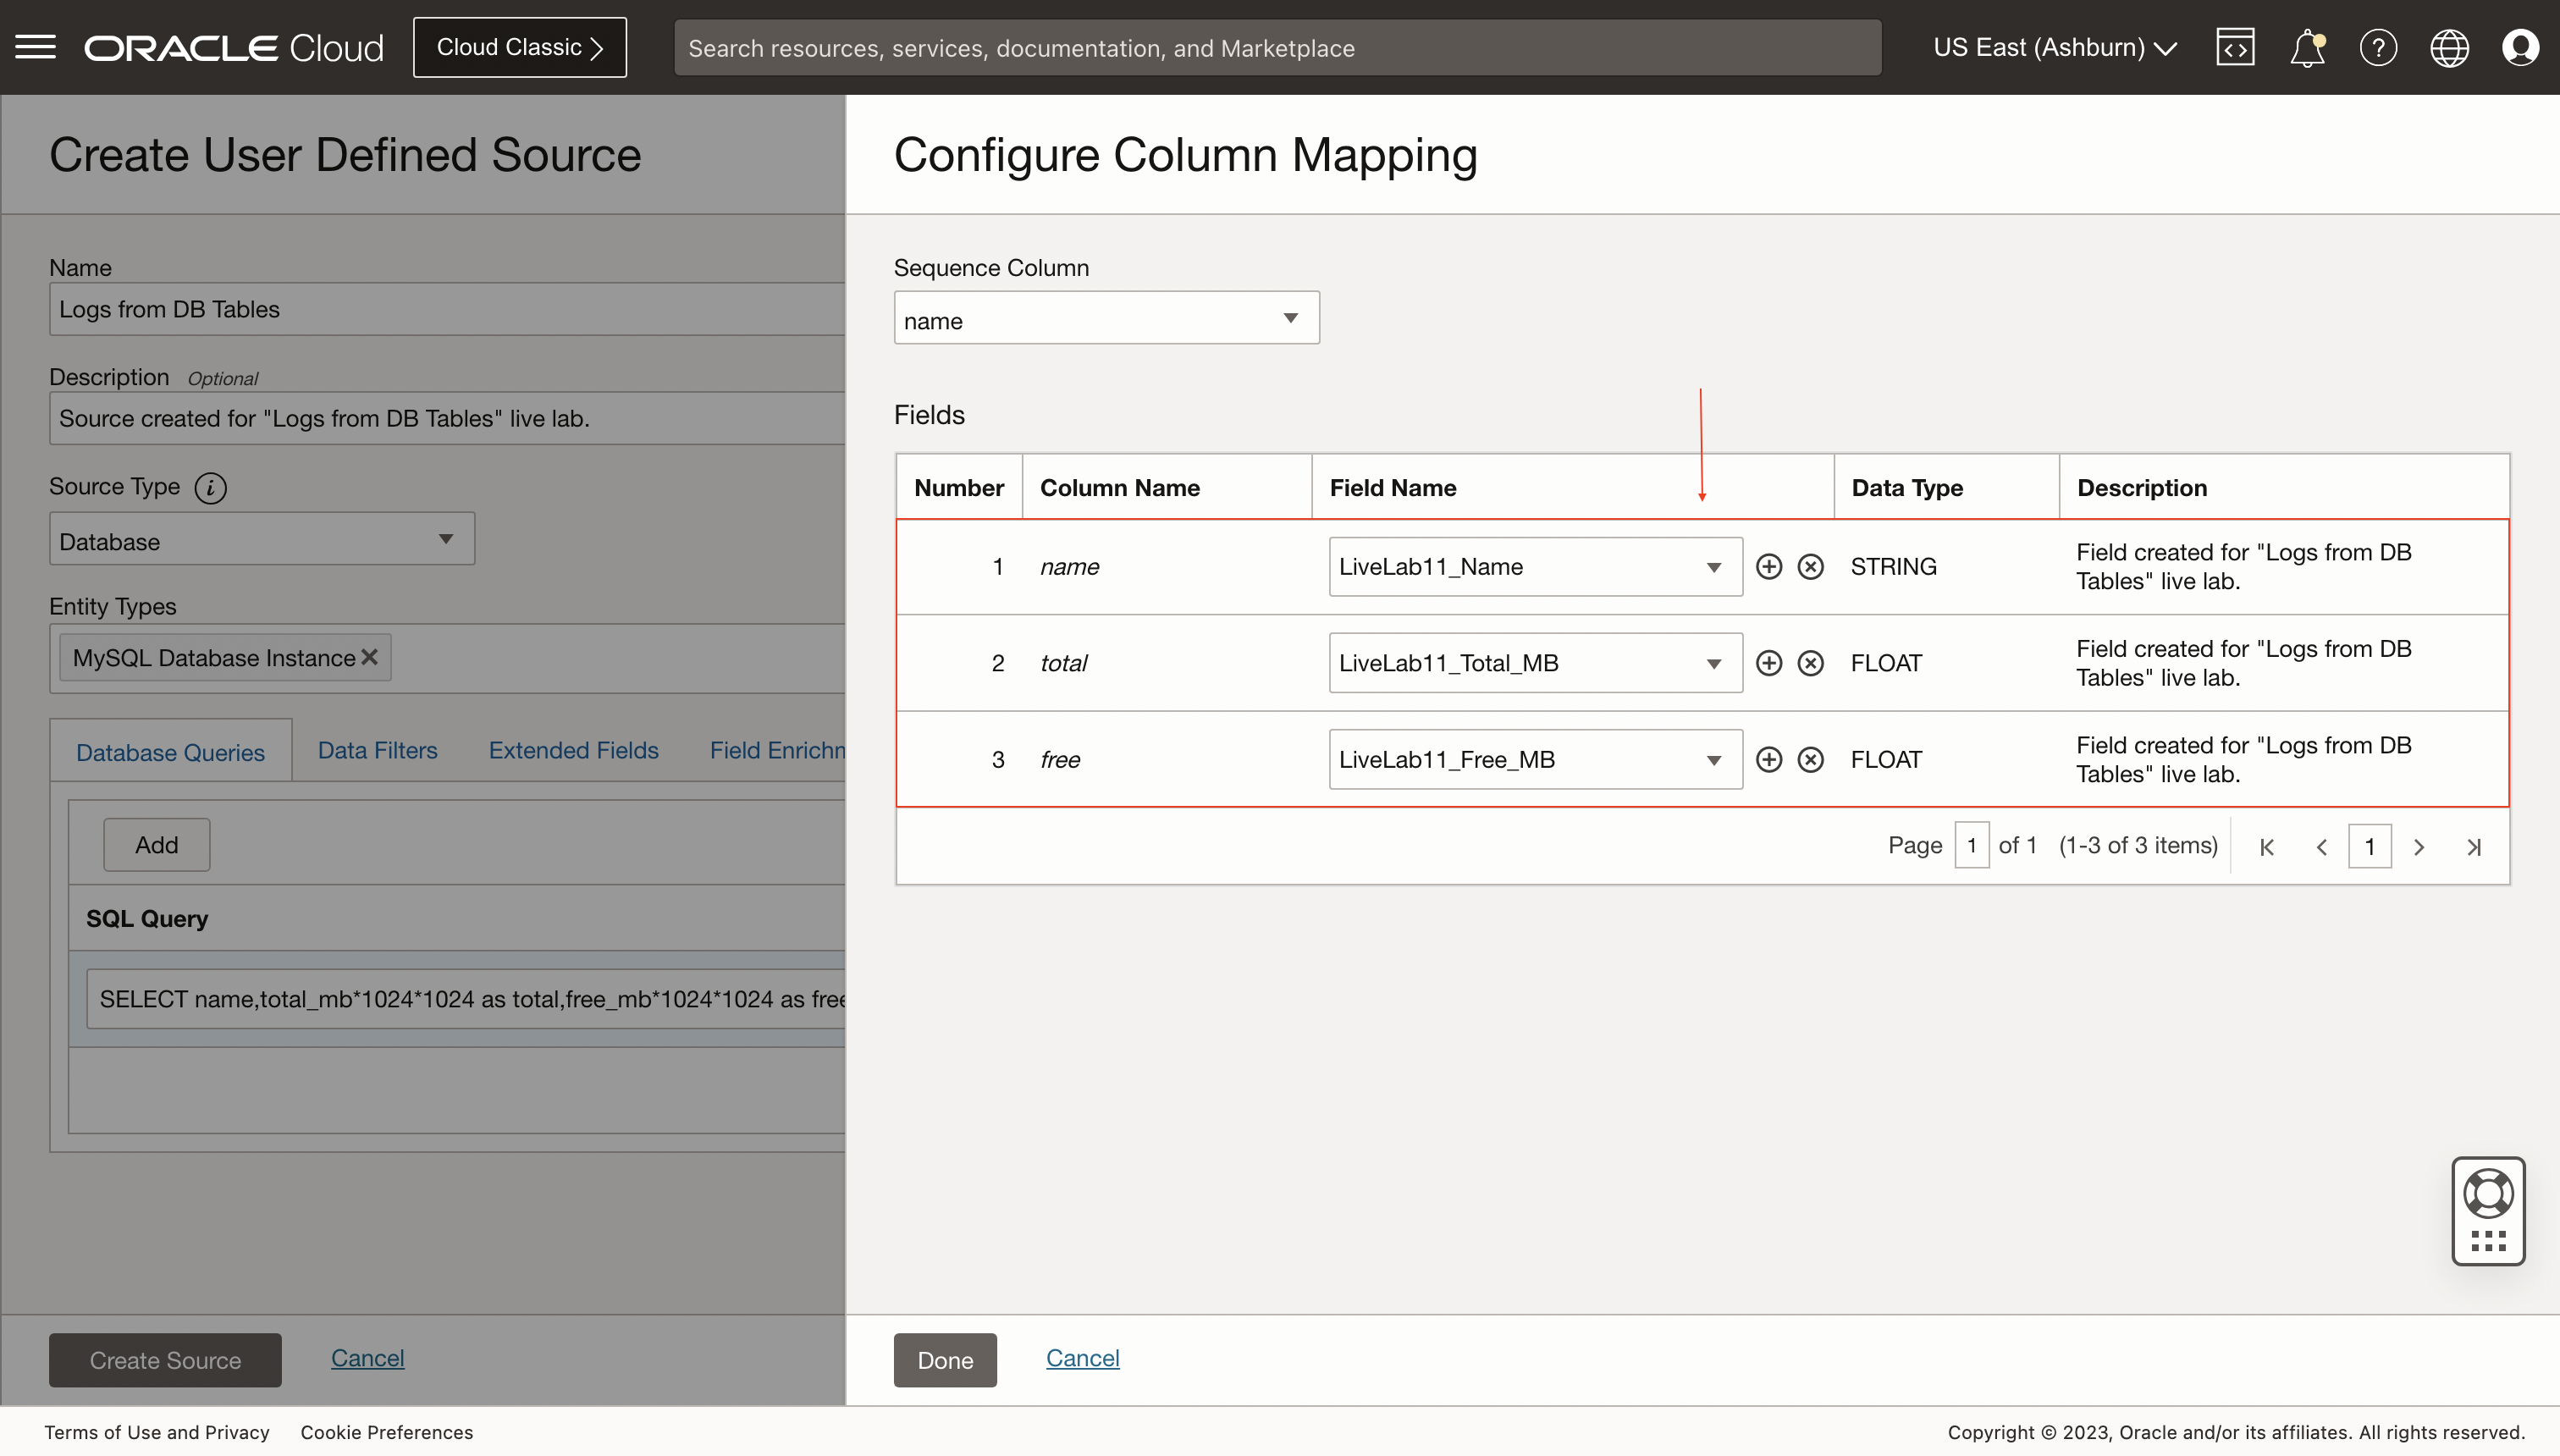 ORACLE Cloud
Cloud Classic
Search resources, services, documentation, and Marketplace
US East (Ashburn)
Create User Defined Source
Name
Logs from DB Tables
Description Optional
Source created for "Logs from DB Tables" live lab.
Source Type
Database
Entity Types
MySQL Database Instance
Database Queries Data Filters Extended Fields Field Enrichm
Add
SQL Query
SELECT name,total_mb*1024*1024 as total,free_mb*1024*1024 as free
Create Source Cancel
Configure Column Mapping
Sequence Column
name
Fields
Number Column Name Field Name Data Type Description
1 name LiveLab11_Name STRING Field created for "Logs from DB
Tables" live lab.
2 total LiveLab11_Total_MB FLOAT Field created for "Logs from DB
Tables" live lab.
3 free LiveLab11_Free_MB FLOAT Field created for "Logs from DB
Tables" live lab.
Page 1 of 1 (1-3 of 3 items) 1
Done Cancel
Terms of Use and Privacy Cookie Preferences
Copyright © 2023, Oracle and/or its affiliates. All rights reserved.